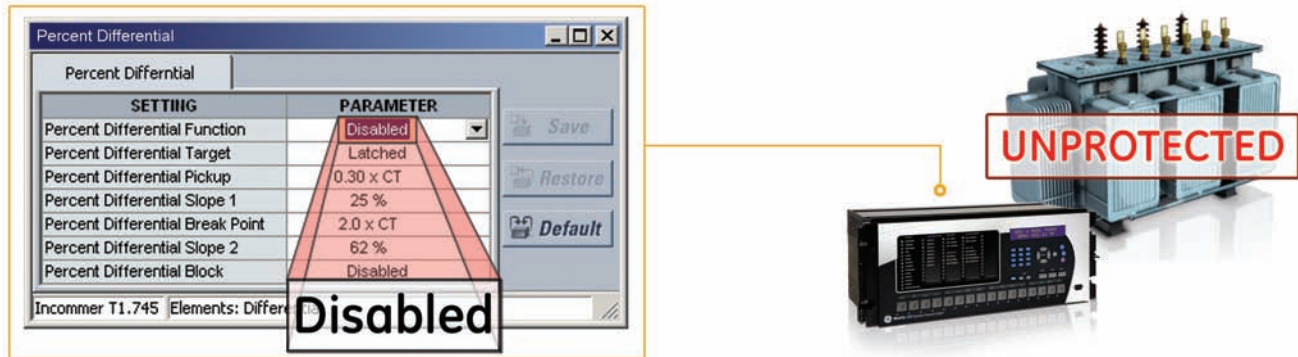 Percent Differential
Percent Differntial
SETTING PARAMETER
Percent Differential Function Disabled
Percent Differential Target Latched
Percent Differential Pickup 0.30 x CT
Percent Differential Slope 1 25 %
Percent Differential Break Point 2.0 x CT
Percent Differential Slope 2 62 %
Percent Differential Block Disabled
Save
Restore
Default
Incommer T1.745 Elements:
Disabled
UNPROTECTED